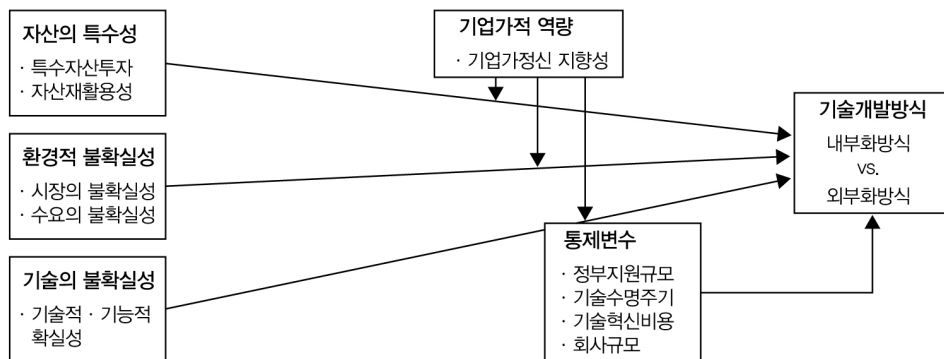 자산의 특수성
· 특수자산투자
· 자산재활용성
환경적 불확실성
· 시장의 불확실성
· 수요의 불확실성
기술의 불확실성
· 기술적 · 기능적
확실성
기업가적 역량
· 기업가정신 지향성
통제변수
· 정부지원규모
· 기술수명주기
· 기술혁신비용
· 회사규모
기술개발방식
내부화방식
vs.
외부화방식